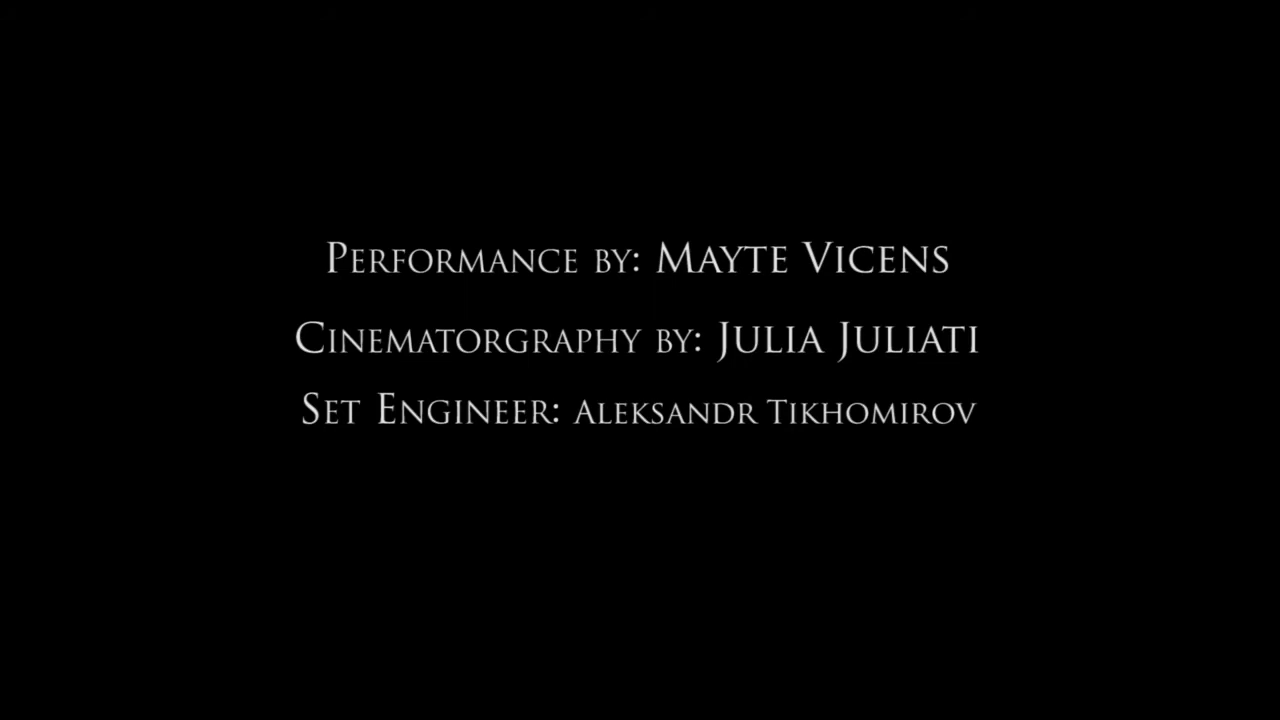 Performance by: Mayte Vicens
Cinematorgraphy by: Julia Juliati
Set Engineer: Aleksandr Tikhomirov